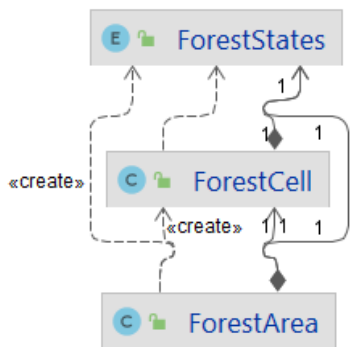 E ForestStates
1
1 1
«create»
C ForestCell
«create» 1 1 1
C ForestArea